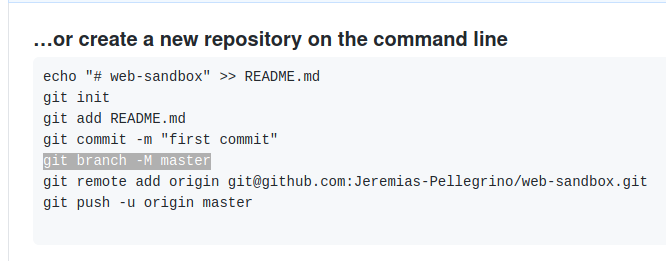 …or create a new repository on the command line
echo "# web-sandbox" >> README.md
git init
git add README.md
git commit -m "first commit"
git branch -M master
git remote add origin git@github.com:Jeremias-Pellegrino/web-sandbox.git
git push -u origin master